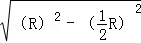 √((R)² − (½R)²)